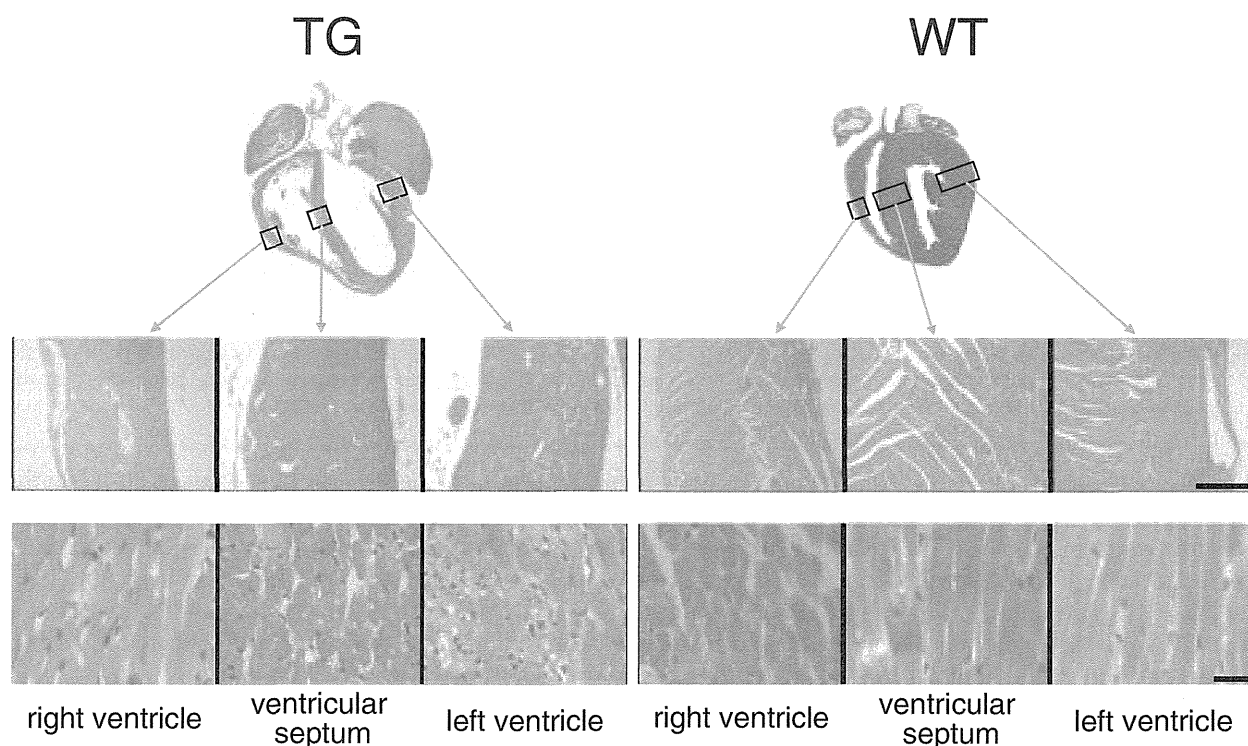 TG
WT
right ventricle
ventricular
septum
left ventricle
right ventricle
ventricular
septum
left ventricle